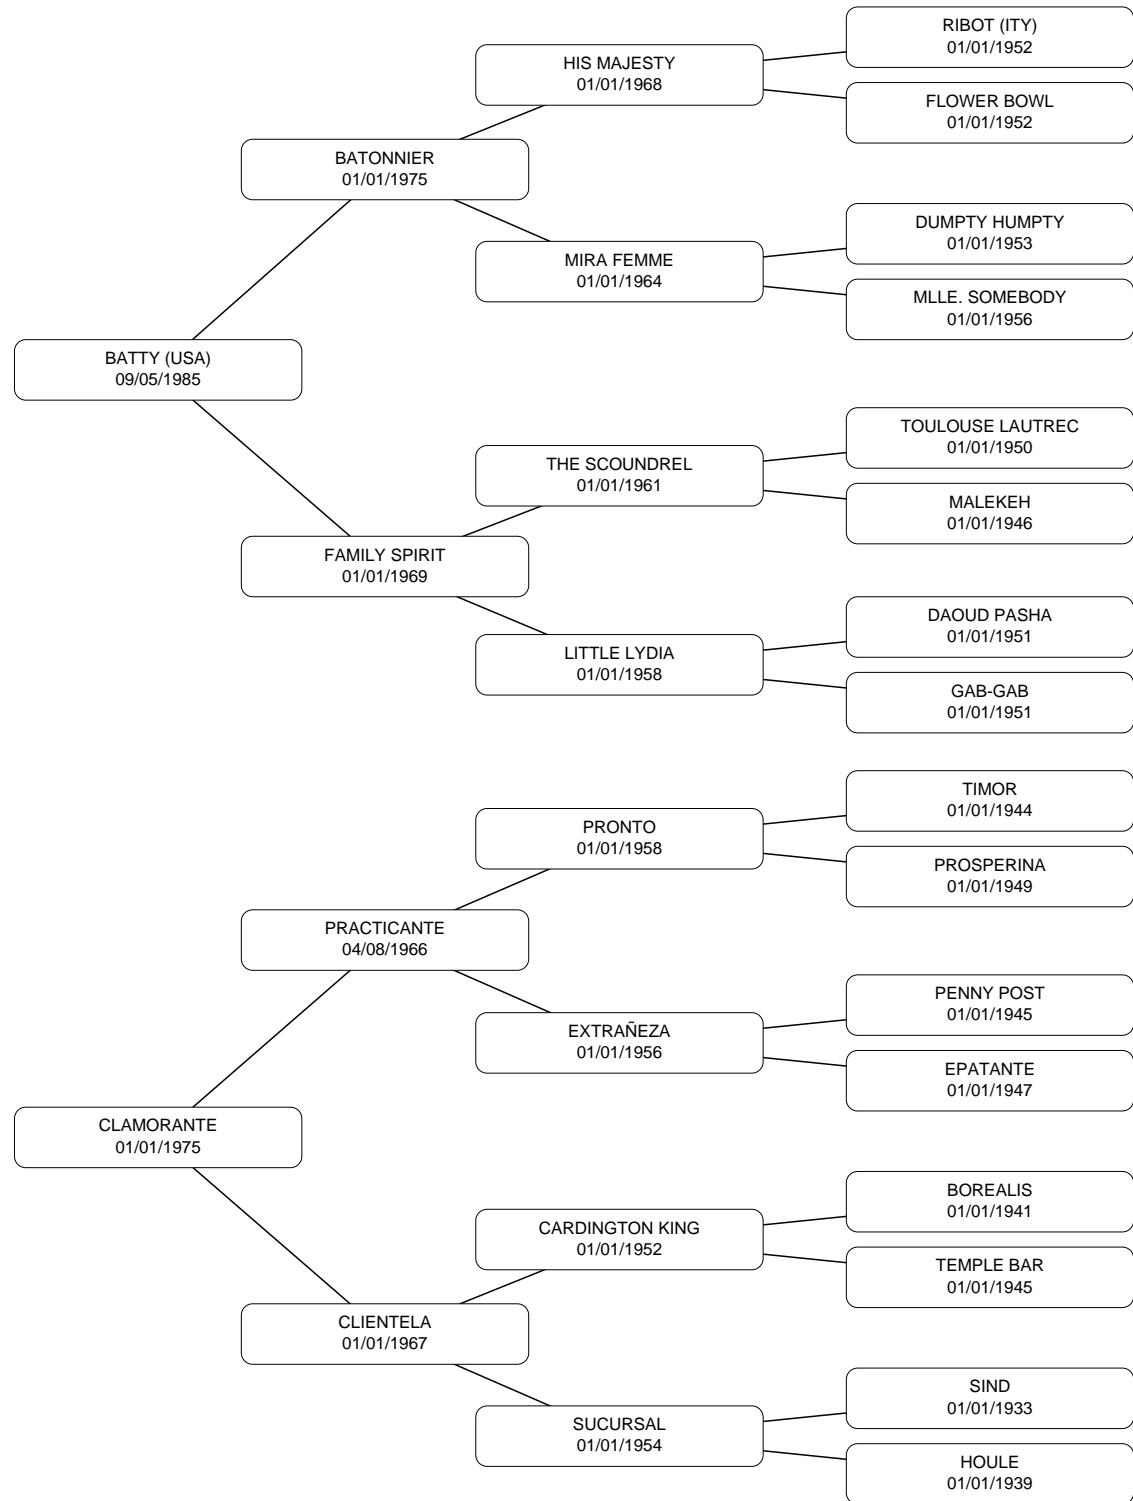 RIBOT (ITY)
01/01/1952
HIS MAJESTY
01/01/1968
FLOWER BOWL
01/01/1952
BATONNIER
01/01/1975
DUMPTY HUMPTY
01/01/1953
MIRA FEMME
01/01/1964
MLLE. SOMEBODY
01/01/1956
BATTY (USA)
09/05/1985
TOULOUSE LAUTREC
01/01/1950
THE SCOUNDREL
01/01/1961
MALEKEH
01/01/1946
FAMILY SPIRIT
01/01/1969
DAOUD PASHA
01/01/1951
LITTLE LYDIA
01/01/1958
GAB-GAB
01/01/1951
TIMOR
01/01/1944
PRONTO
01/01/1958
PROSPERINA
01/01/1949
PRACTICANTE
04/08/1966
PENNY POST
01/01/1945
EXTRAÑEZA
01/01/1956
EPATANTE
01/01/1947
CLAMORANTE
01/01/1975
BOREALIS
01/01/1941
CARDINGTON KING
01/01/1952
TEMPLE BAR
01/01/1945
CLIENTELA
01/01/1967
SIND
01/01/1933
SUCURSAL
01/01/1954
HOULE
01/01/1939